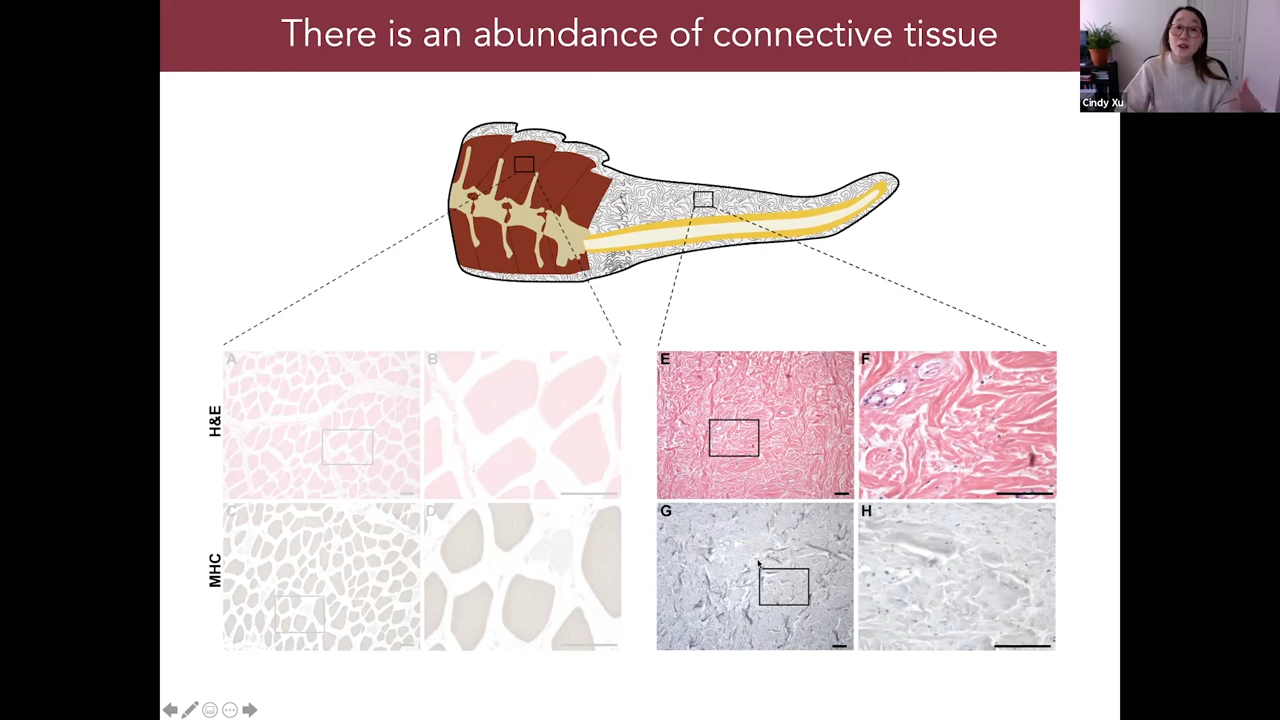 There is an abundance of connective tissue
Cindy Xu
A
B
E
F
H&E
C
D
G
H
MHC